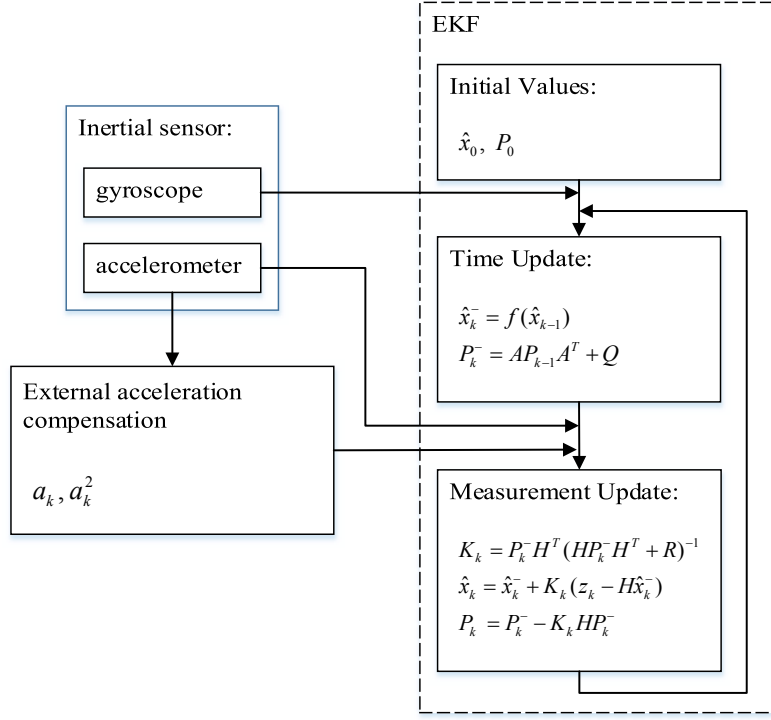 EKF
Initial Values:
x̂₀, P₀
Inertial sensor:
gyroscope
accelerometer
Time Update:
x̂ₖ⁻ = f(x̂ₖ₋₁)
Pₖ⁻ = APₖ₋₁Aᵀ + Q
External acceleration
compensation
aₖ, aₖ²
Measurement Update:
Kₖ = Pₖ⁻Hᵀ(HPₖ⁻Hᵀ + R)⁻¹
x̂ₖ = x̂ₖ⁻ + Kₖ(zₖ − Hx̂ₖ⁻)
Pₖ = Pₖ⁻ − KₖHPₖ⁻